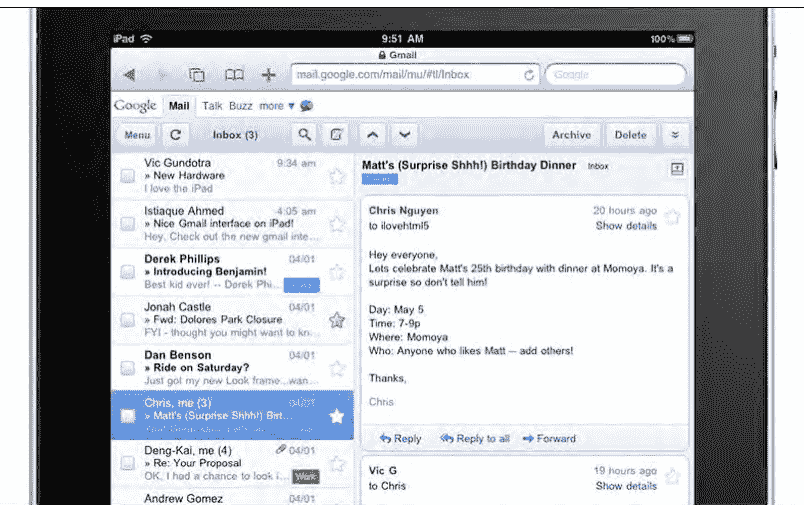 iPad
9:51 AM
100%
Gmail
mail.google.com/mail/mu/#tl/Inbox
Google
Google Mail Talk Buzz more
Menu
Inbox (3)
Archive
Delete
Vic Gundotra 9:34 am
» New Hardware
I love the iPad
Istiaque Ahmed 4:05 am
» Nice Gmail interface on iPad!
Hey, Check out the new gmail inte...
Derek Phillips 04/01
» Introducing Benjamin!
Best kid ever! -- Derek Phi...
Jonah Castle 04/01
» Fwd: Dolores Park Closure
FYI - thought you might want to kn...
Dan Benson 04/01
» Ride on Saturday?
Just got my new Look frame...wan...
Chris, me (3) 04/01
» Matt's (Surprise Shhh!) Birt...
Deng-Kai, me (4) 04/01
» Re: Your Proposal
OK, I had a chance to look i... Work
Andrew Gomez 04/01
Matt's (Surprise Shhh!) Birthday Dinner Inbox
Chris Nguyen 20 hours ago
to ilovehtml5 Show details
Hey everyone,
Lets celebrate Matt's 25th birthday with dinner at Momoya. It's a
surprise so don't tell him!
Day: May 5
Time: 7-9p
Where: Momoya
Who: Anyone who likes Matt -- add others!
Thanks,
Chris
Reply Reply to all Forward
Vic G 19 hours ago
to Chris Show details